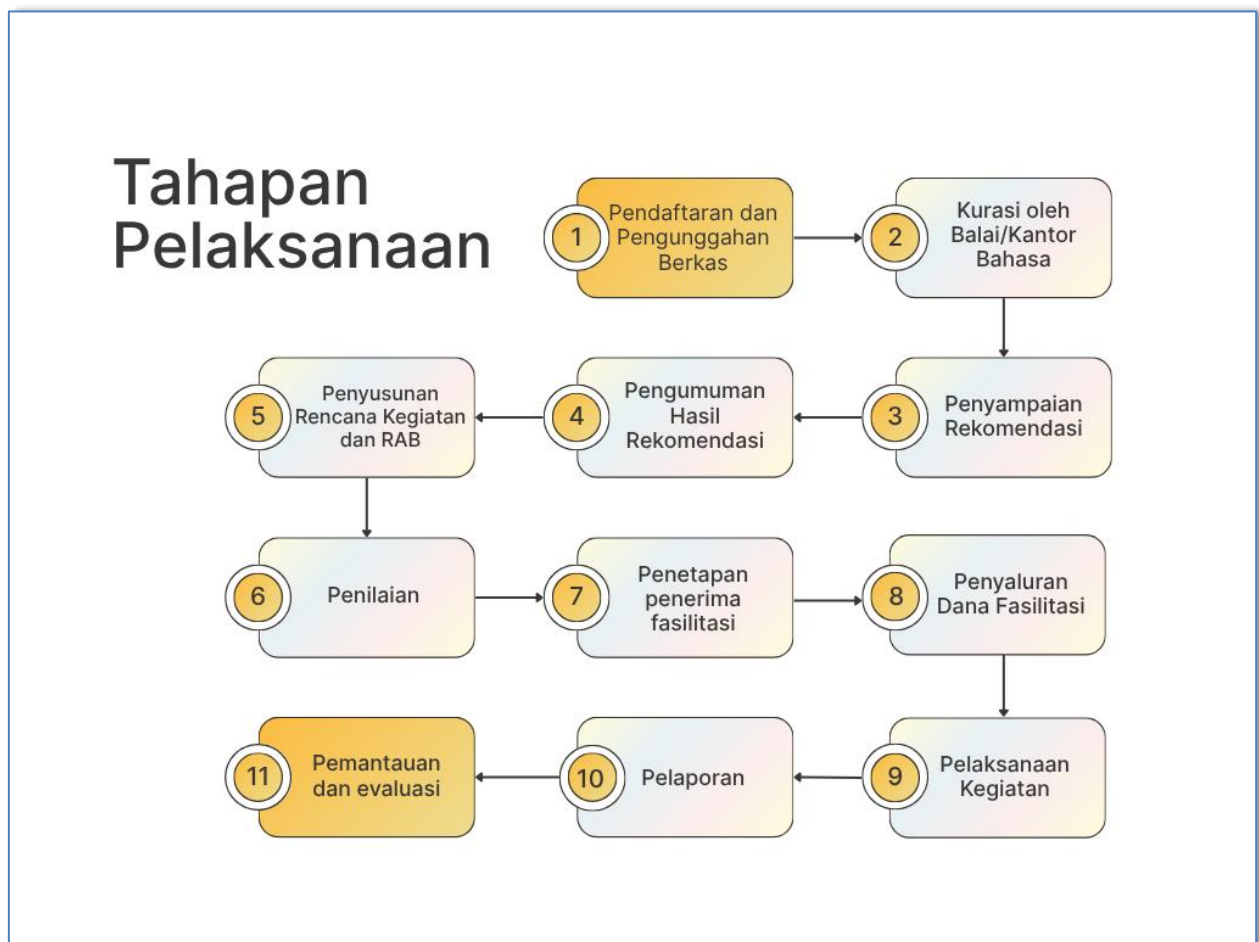 Tahapan
Pelaksanaan
1
Pendaftaran dan
Pengunggahan
Berkas
2
Kurasi oleh
Balai/Kantor
Bahasa
3
Penyampaian
Rekomendasi
4
Pengumuman
Hasil
Rekomendasi
5
Penyusunan
Rencana Kegiatan
dan RAB
6
Penilaian
7
Penetapan
penerima
fasilitasi
8
Penyaluran
Dana Fasilitasi
9
Pelaksanaan
Kegiatan
10
Pelaporan
11
Pemantauan
dan evaluasi